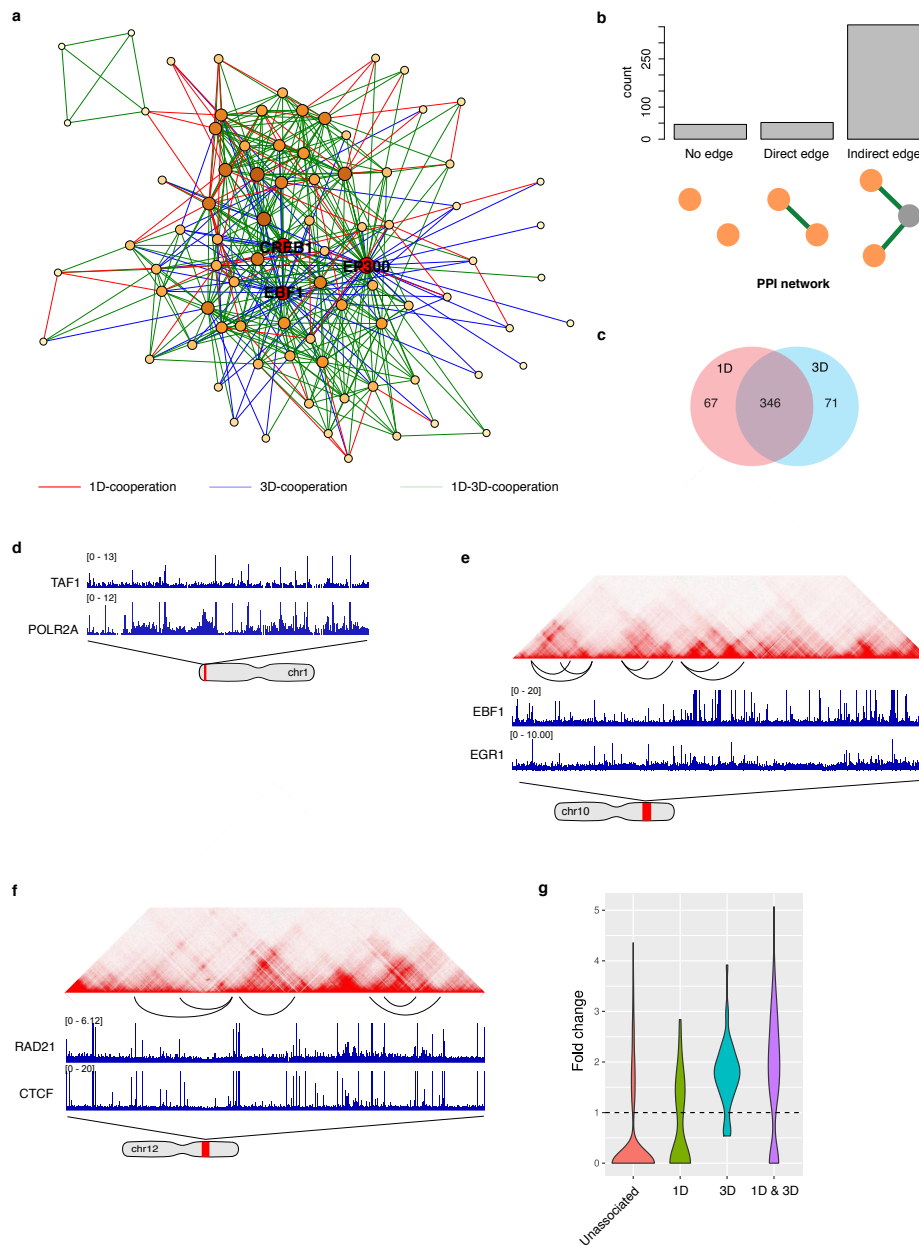 a
CREB1
EP300
EBF1
1D-cooperation
3D-cooperation
1D-3D-cooperation
b
count
0
100
250
No edge
Direct edge
Indirect edge
PPI network
c
1D
3D
67
346
71
d
[0 - 13]
TAF1
[0 - 12]
POLR2A
chr1
e
[0 - 20]
EBF1
[0 - 10.00]
EGR1
chr10
f
[0 - 6.12]
RAD21
[0 - 20]
CTCF
chr12
g
Fold change
5
4
3
2
1
0
Unassociated
1D
3D
1D & 3D